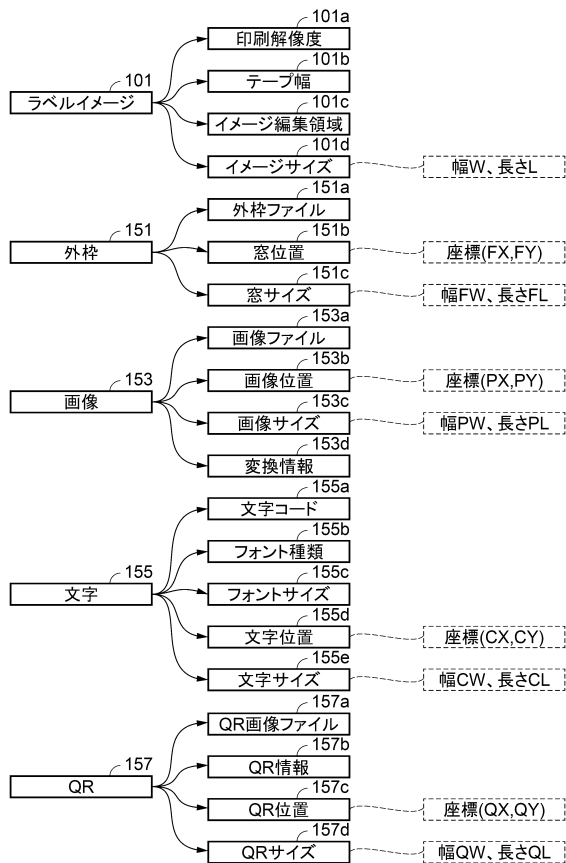 101a
印刷解像度
101b
101
テープ幅
ラベルイメージ
101c
イメージ編集領域
101d
イメージサイズ
幅W、長さL
151a
外枠ファイル
151
151b
外枠
窓位置
座標(FX,FY)
151c
窓サイズ
幅FW、長さFL
153a
画像ファイル
153b
153
画像位置
座標(PX,PY)
画像
153c
画像サイズ
幅PW、長さPL
153d
変換情報
155a
文字コード
155b
フォント種類
155
155c
文字
フォントサイズ
155d
文字位置
座標(CX,CY)
155e
文字サイズ
幅CW、長さCL
157a
QR画像ファイル
157b
157
QR情報
QR
157c
QR位置
座標(QX,QY)
157d
QRサイズ
幅QW、長さQL